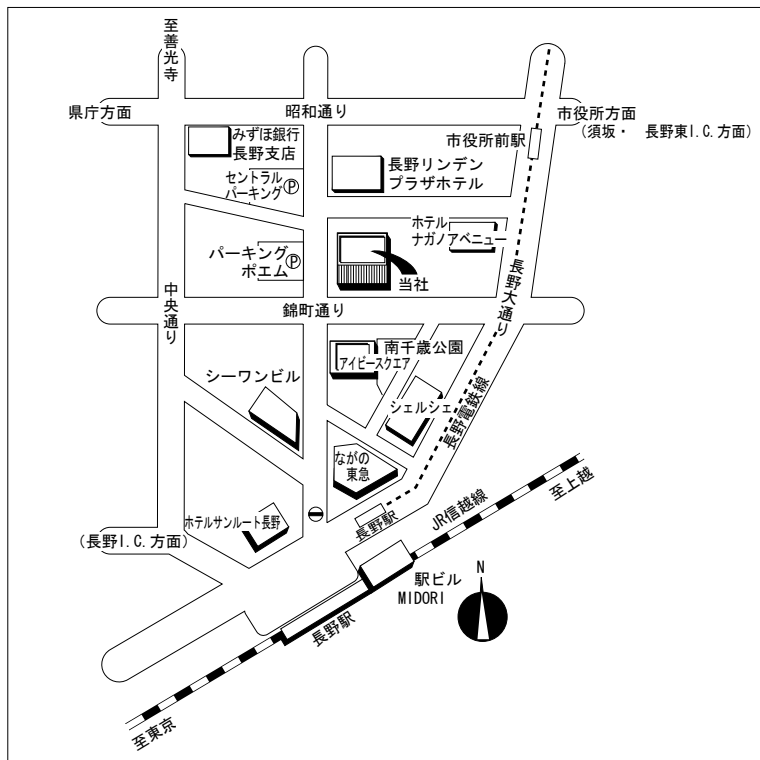 至善光寺
県庁方面
昭和通り
市役所方面
(須坂・　長野東I.C.方面)
みずほ銀行
長野支店
市役所前駅
長野リンデン
プラザホテル
セントラル
パーキング
P
ホテル
ナガノアベニュー
パーキング
ポエム
P
当社
中央通り
錦町通り
長野大通り
南千歳公園
アイビースクエア
シーワンビル
シェルシェ
長野電鉄線
ながの
東急
ホテルサンルート長野
長野駅
JR信越線
至上越
(長野I.C.方面)
駅ビル
MIDORI
N
長野駅
至東京